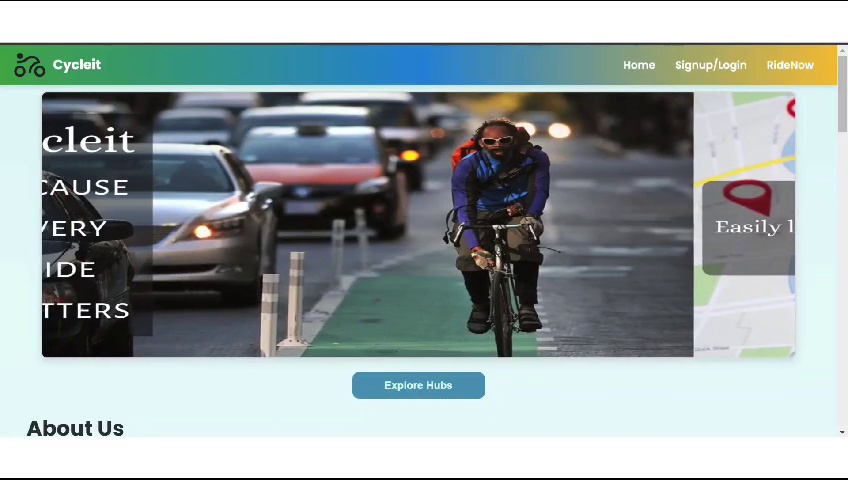 Cycleit
Home Signup/Login RideNow
cleit
CAUSE
VERY
IDE
TTERS
Easily l
Explore Hubs
About Us